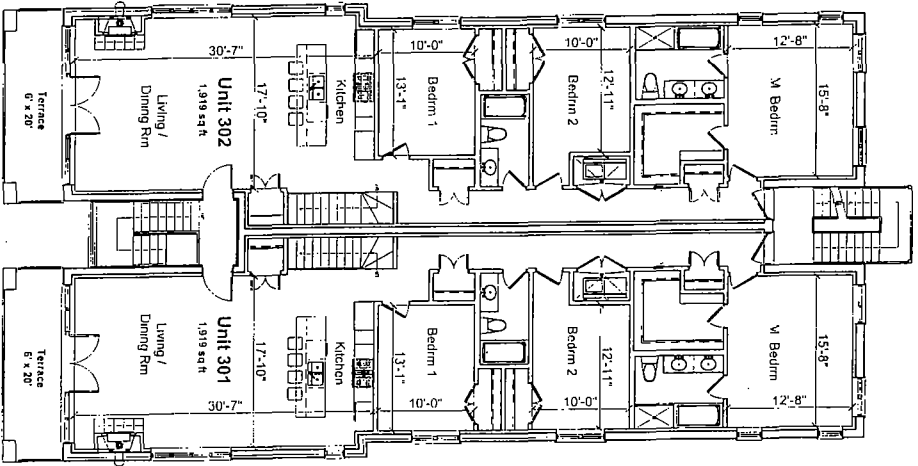 30'-7"
10'-0"
10'-0"
12'-8"
Terrace
6' x 20'
Living /
Dining Rm
Unit 302
1,919 sq ft
17'-10"
Kitchen
13'-1"
Bedrm 1
Bedrm 2
12'-11"
M Bedrm
15'-8"
Terrace
6' x 20'
Living /
Dining Rm
Unit 301
1,919 sq ft
17'-10"
Kitchen
13'-1"
Bedrm 1
Bedrm 2
12'-11"
M Bedrm
15'-8"
30'-7"
10'-0"
10'-0"
12'-8"